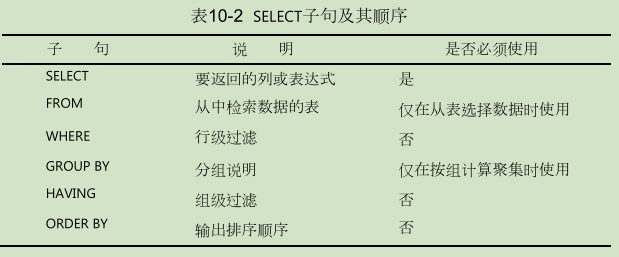 表10-2 SELECT子句及其顺序
子 句 说 明 是否必须使用
SELECT 要返回的列或表达式 是
FROM 从中检索数据的表 仅在从表选择数据时使用
WHERE 行级过滤 否
GROUP BY 分组说明 仅在按组计算聚集时使用
HAVING 组级过滤 否
ORDER BY 输出排序顺序 否